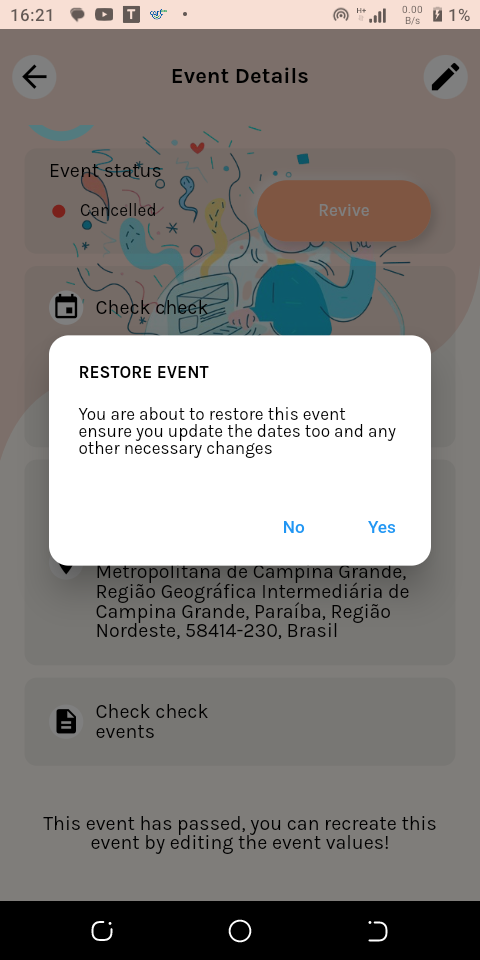 16:21
T
H+
0.00
B/s
1%
Event Details
Event status
Cancelled
Revive
Check check
RESTORE EVENT
You are about to restore this event
ensure you update the dates too and any
other necessary changes
No
Yes
Metropolitana de Campina Grande,
Região Geográfica Intermediária de
Campina Grande, Paraíba, Região
Nordeste, 58414-230, Brasil
Check check
events
This event has passed, you can recreate this
event by editing the event values!